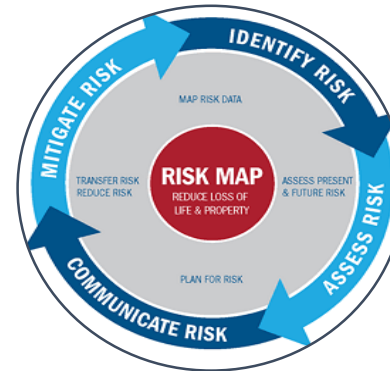 IDENTIFY RISK
ASSESS RISK
COMMUNICATE RISK
MITIGATE RISK
MAP RISK DATA
ASSESS PRESENT
& FUTURE RISK
PLAN FOR RISK
TRANSFER RISK
REDUCE RISK
RISK MAP
REDUCE LOSS OF
LIFE & PROPERTY